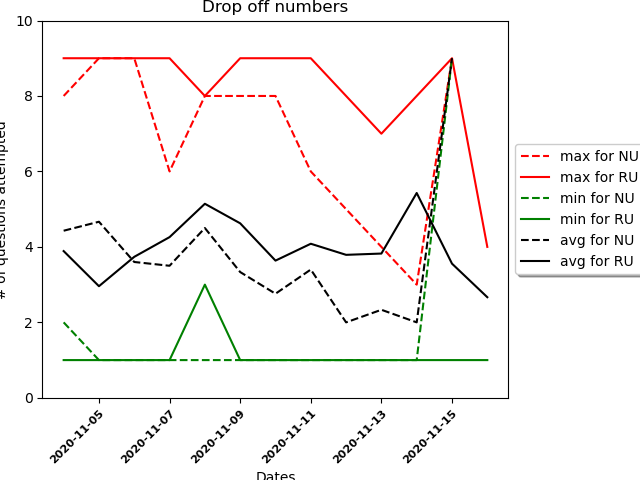 Drop off numbers
10
8
6
4
2
0
# of questions attempted
2020-11-05
2020-11-07
2020-11-09
2020-11-11
2020-11-13
2020-11-15
Dates
max for NU
max for RU
min for NU
min for RU
avg for NU
avg for RU